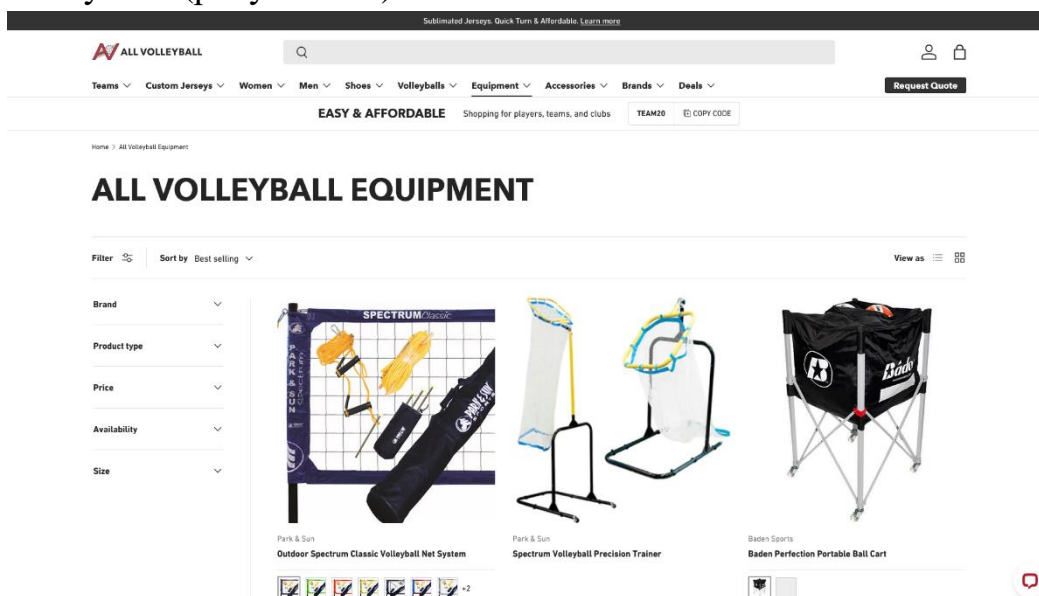 Sublimated Jerseys. Quick Turn & Affordable. Learn more
ALL VOLLEYBALL
Teams Custom Jerseys Women Men Shoes Volleyballs Equipment Accessories Brands Deals Request Quote
EASY & AFFORDABLE Shopping for players, teams, and clubs TEAM20 COPY CODE
Home > All Volleyball Equipment
ALL VOLLEYBALL EQUIPMENT
Filter Sort by Best selling View as
Brand
Product type
Price
Availability
Size
SPECTRUM Classic
PARK & SUN
Spectrum
PARK & SUN
Baden
Park & Sun
Outdoor Spectrum Classic Volleyball Net System
+2
Park & Sun
Spectrum Volleyball Precision Trainer
Baden Sports
Baden Perfection Portable Ball Cart